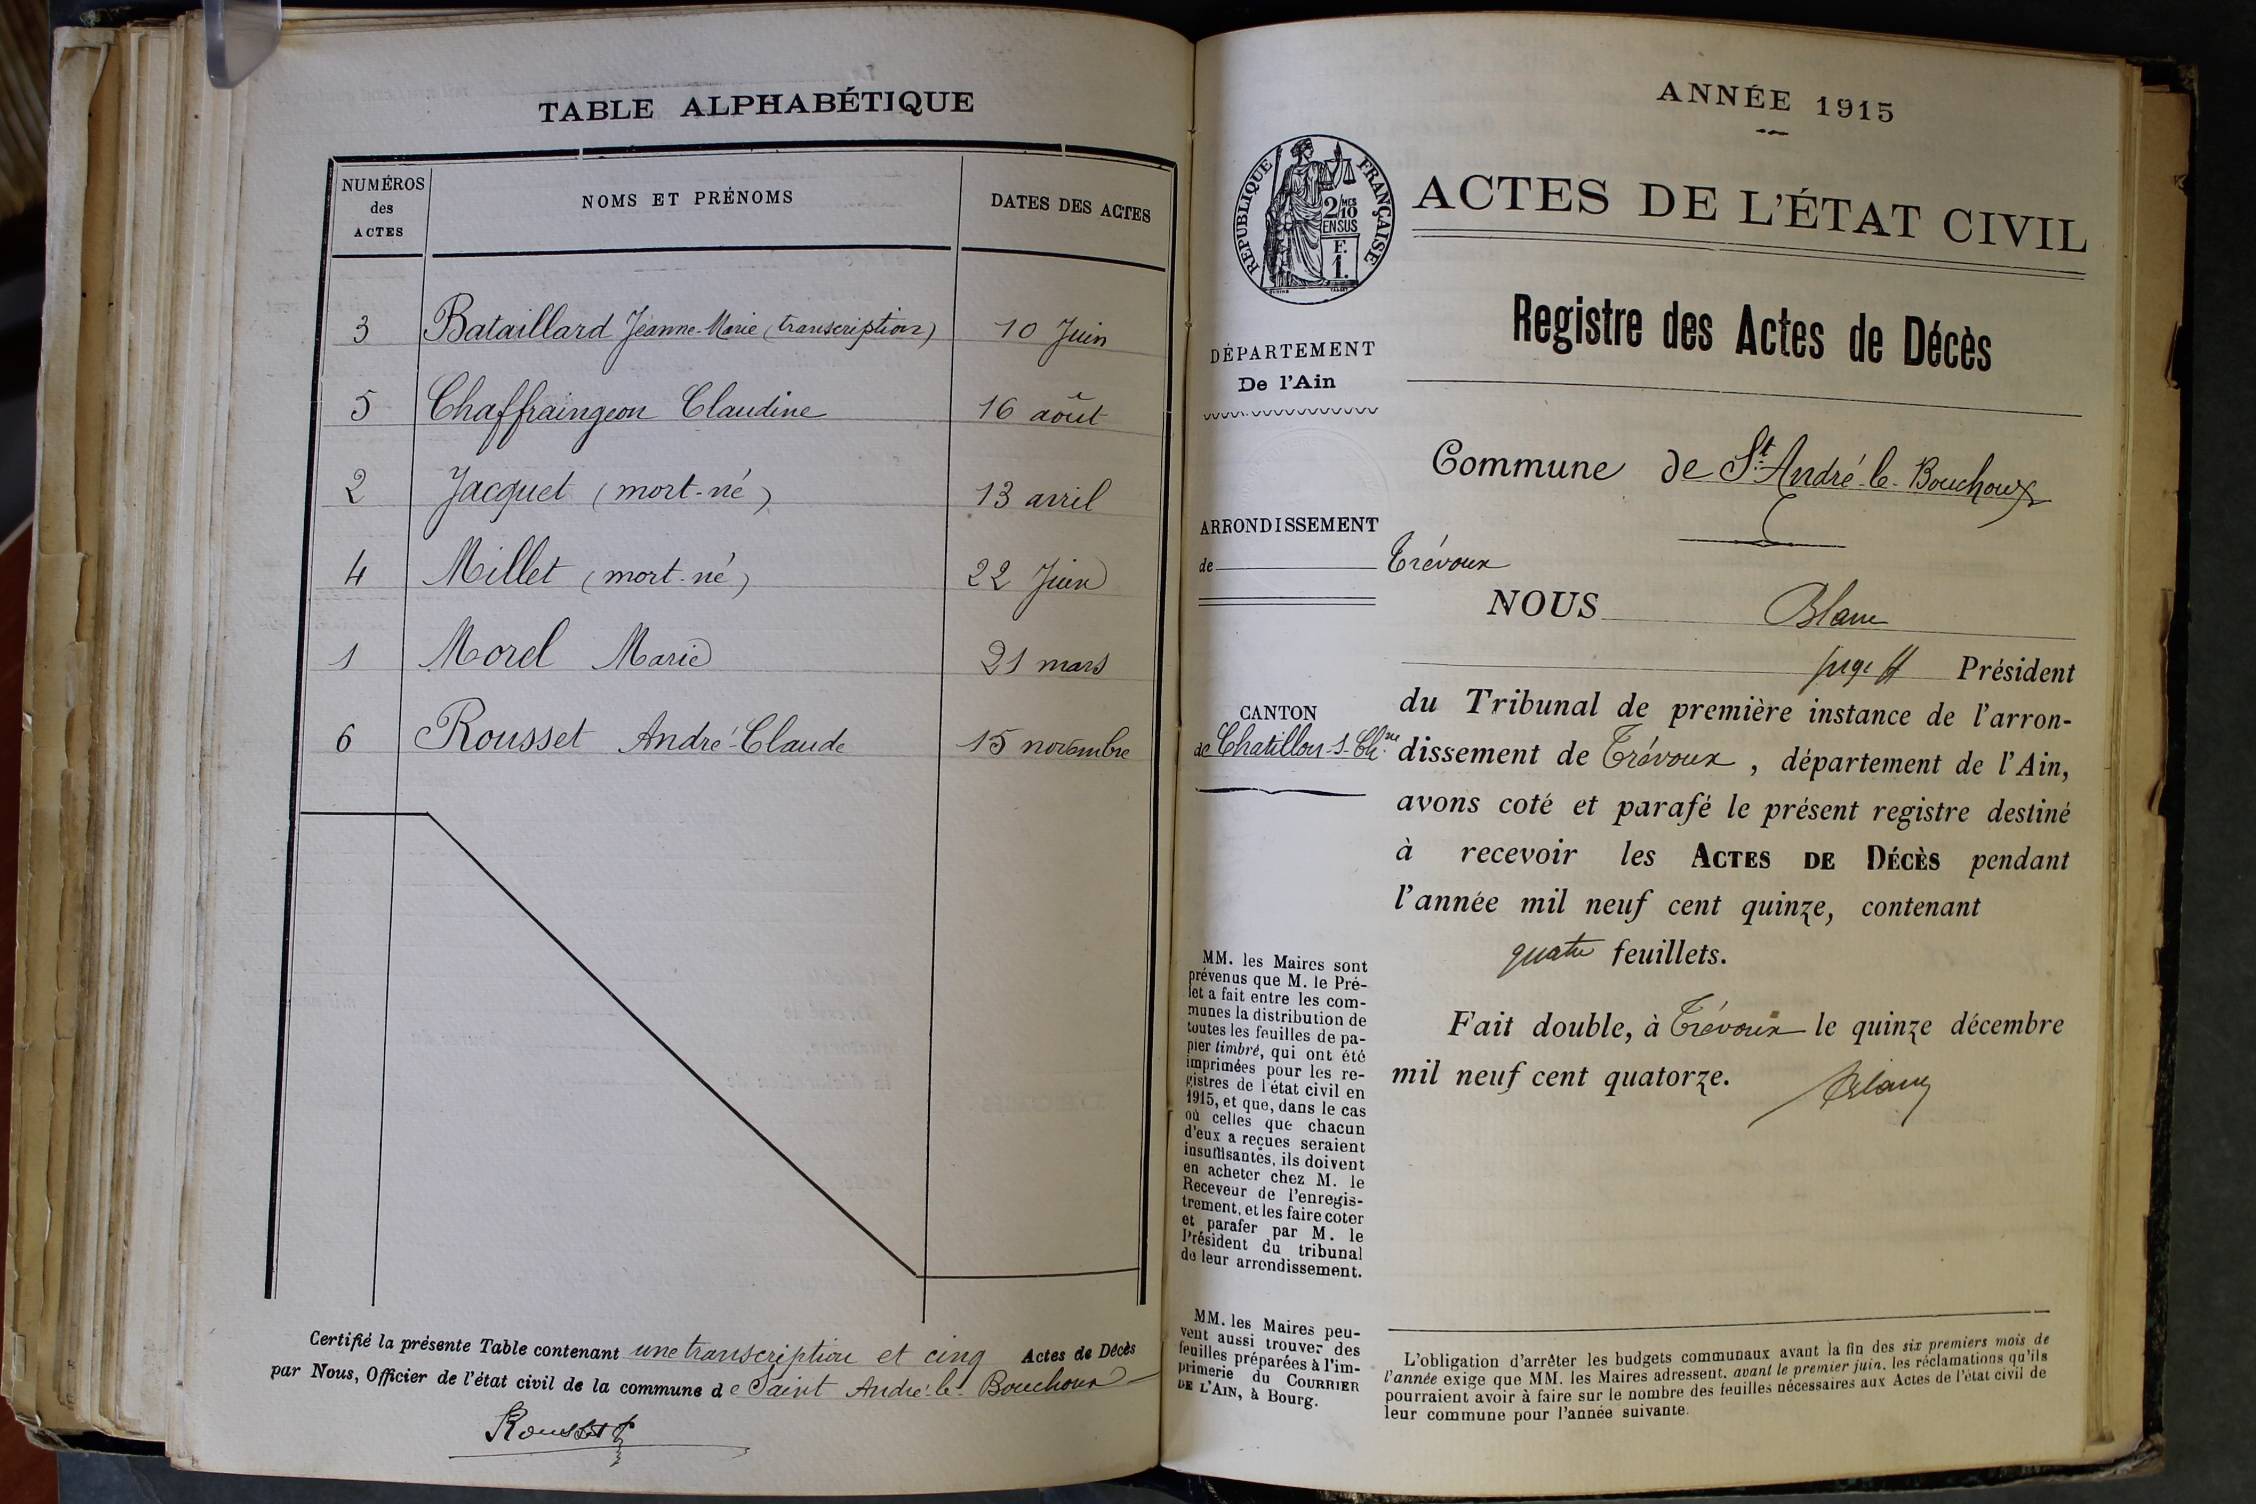 TABLE ALPHABÉTIQUE
NUMÉROS
des
ACTES
NOMS ET PRÉNOMS
DATES DES ACTES
3 Bataillard Jeanne-Marie (transcription) 10 Juin
5 Chaffraingeon Claudine 16 août
2 Jacquet (mort-né) 13 avril
4 Millet (mort-né) 22 Juin
1 Morel Marie 21 mars
6 Rousset André-Claude 15 novembre
Certifié la présente Table contenant une transcription et cinq Actes de Décès
par Nous, Officier de l'état civil de la commune de Saint André-le-Bouchoux
Rousset
ANNÉE 1915
RÉPUBLIQUE FRANÇAISE
2/10 MES
EN SUS
F.
1.
ACTES DE L'ÉTAT CIVIL
Registre des Actes de Décès
DÉPARTEMENT
De l'Ain
Commune de St André-le-Bouchoux
ARRONDISSEMENT
de Trévoux
NOUS Blanc
juge ff Président
CANTON
de Chatillon-s-Ch.ne
du Tribunal de première instance de l'arron-
dissement de Trévoux, département de l'Ain,
avons coté et parafé le présent registre destiné
à recevoir les ACTES DE DÉCÈS pendant
l'année mil neuf cent quinze, contenant
quatre feuillets.
Fait double, à Trévoux le quinze décembre
mil neuf cent quatorze.
Blanc
MM. les Maires sont
prévenus que M. le Pré-
fet a fait entre les com-
munes la distribution de
toutes les feuilles de pa-
pier timbré, qui ont été
imprimées pour les re-
gistres de l'état civil en
1915, et que, dans le cas
où celles que chacun
d'eux a reçues seraient
insuffisantes, ils doivent
en acheter chez M. le
Receveur de l'enregis-
trement, et les faire coter
et parafer par M. le
Président du tribunal
de leur arrondissement.
MM. les Maires peu-
vent aussi trouver des
feuilles préparées à l'im-
primerie du COURRIER
DE L'AIN, à Bourg.
L'obligation d'arrêter les budgets communaux avant la fin des six premiers mois de
l'année exige que MM. les Maires adressent, avant le premier juin, les réclamations qu'ils
pourraient avoir à faire sur le nombre des feuilles nécessaires aux Actes de l'état civil de
leur commune pour l'année suivante.